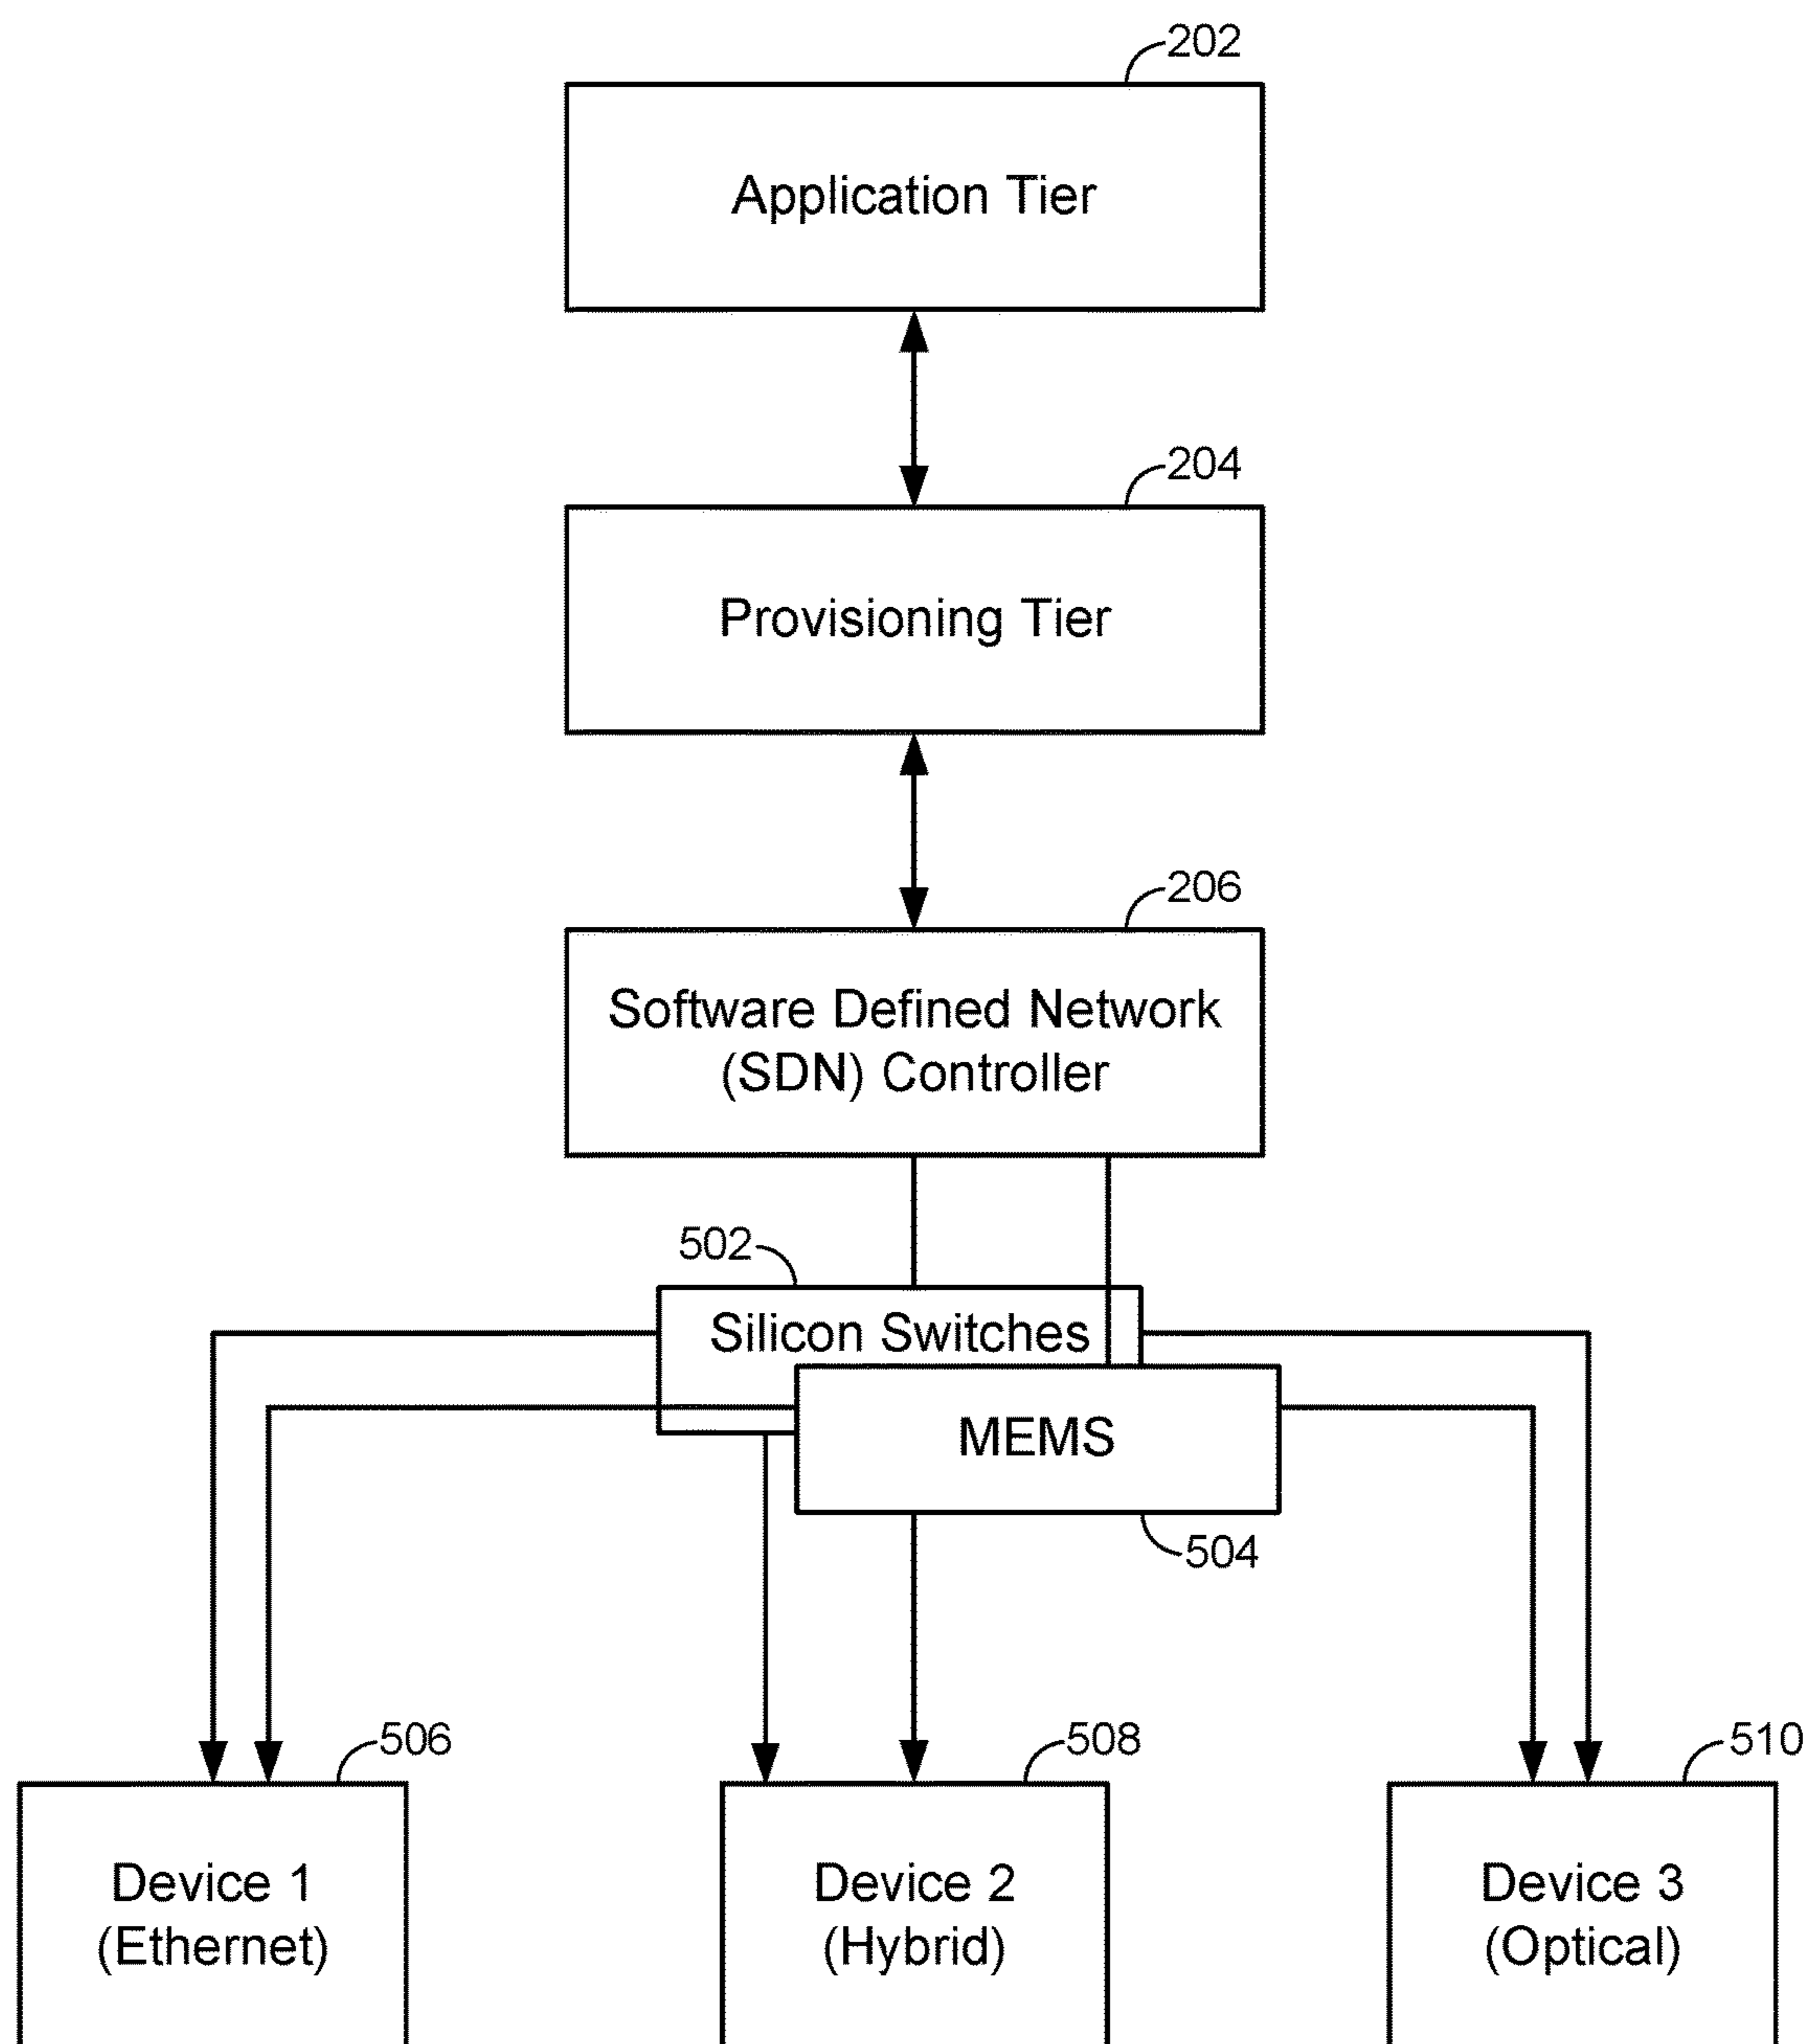 202
Application Tier
204
Provisioning Tier
206
Software Defined Network
(SDN) Controller
502
Silicon Switches
MEMS
504
506
508
510
Device 1
(Ethernet)
Device 2
(Hybrid)
Device 3
(Optical)